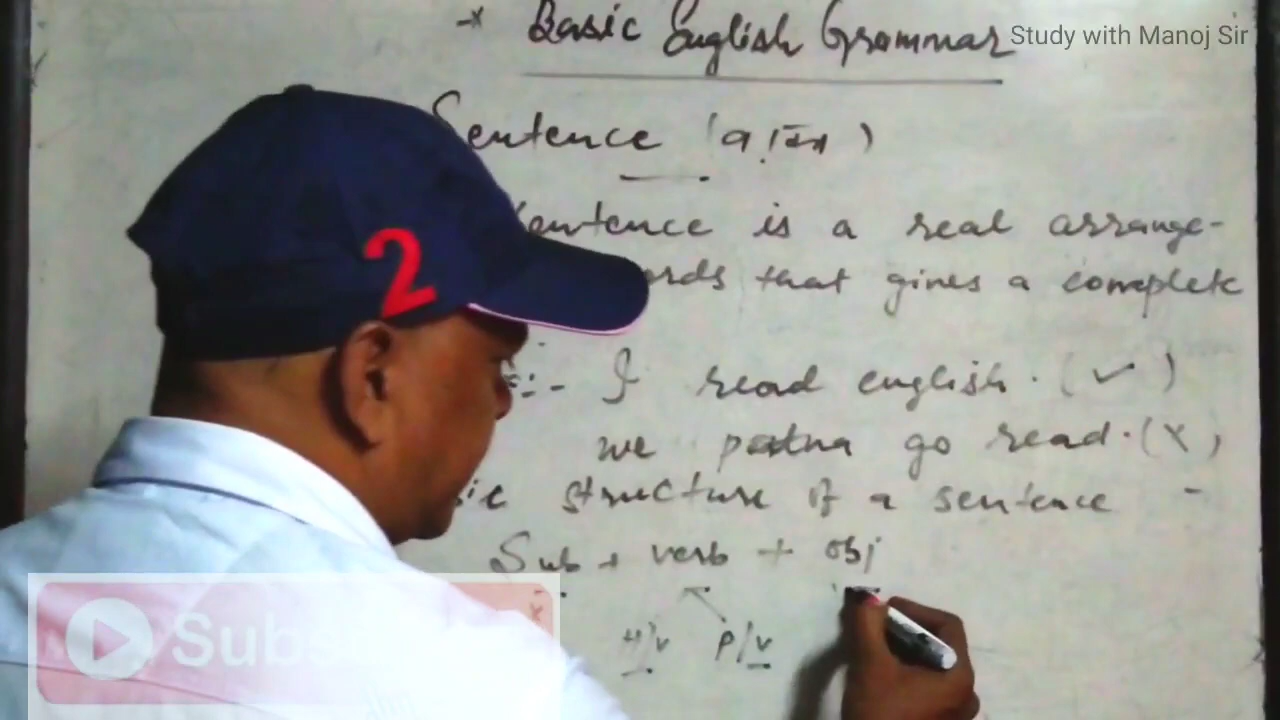 Basic English Grammar
Study with Manoj Sir
Sentence (वाक्य)
Sentence is a real arrange-
that gives a complete
I read english. (✓)
we patna go read. (x)
structure of a sentence -
Sub + verb + obj
H/v P/v
Subs
2